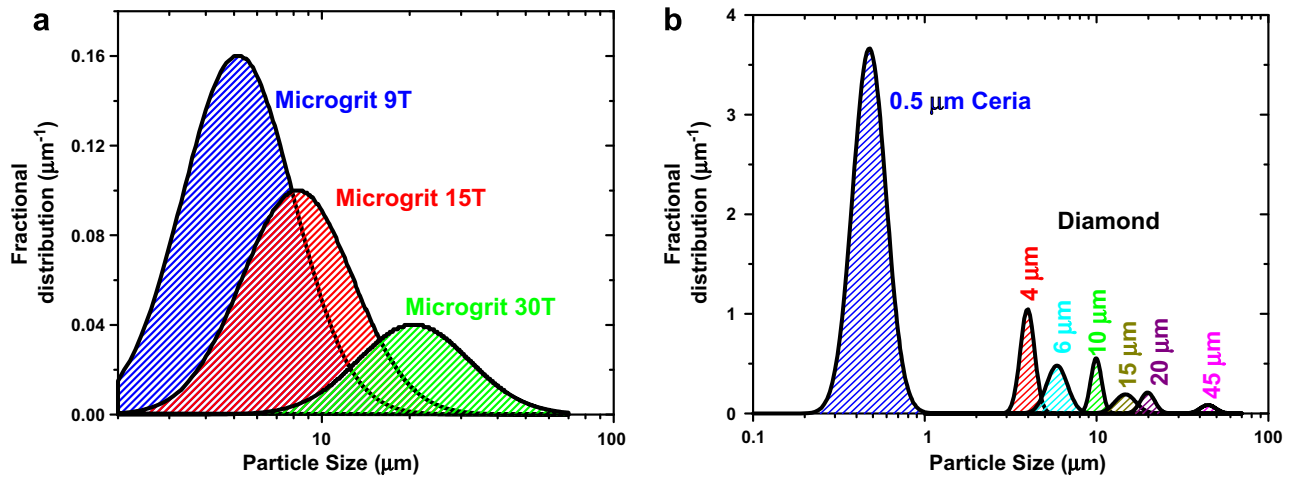 a
Fractional
distribution (μm-1)
0.16
0.12
0.08
0.04
0.00
10
100
Particle Size (μm)
Microgrit 9T
Microgrit 15T
Microgrit 30T
b
Fractional
distribution (μm-1)
4
3
2
1
0
0.1
1
10
100
Particle Size (μm)
0.5 μm Ceria
Diamond
4 μm
6 μm
10 μm
15 μm
20 μm
45 μm